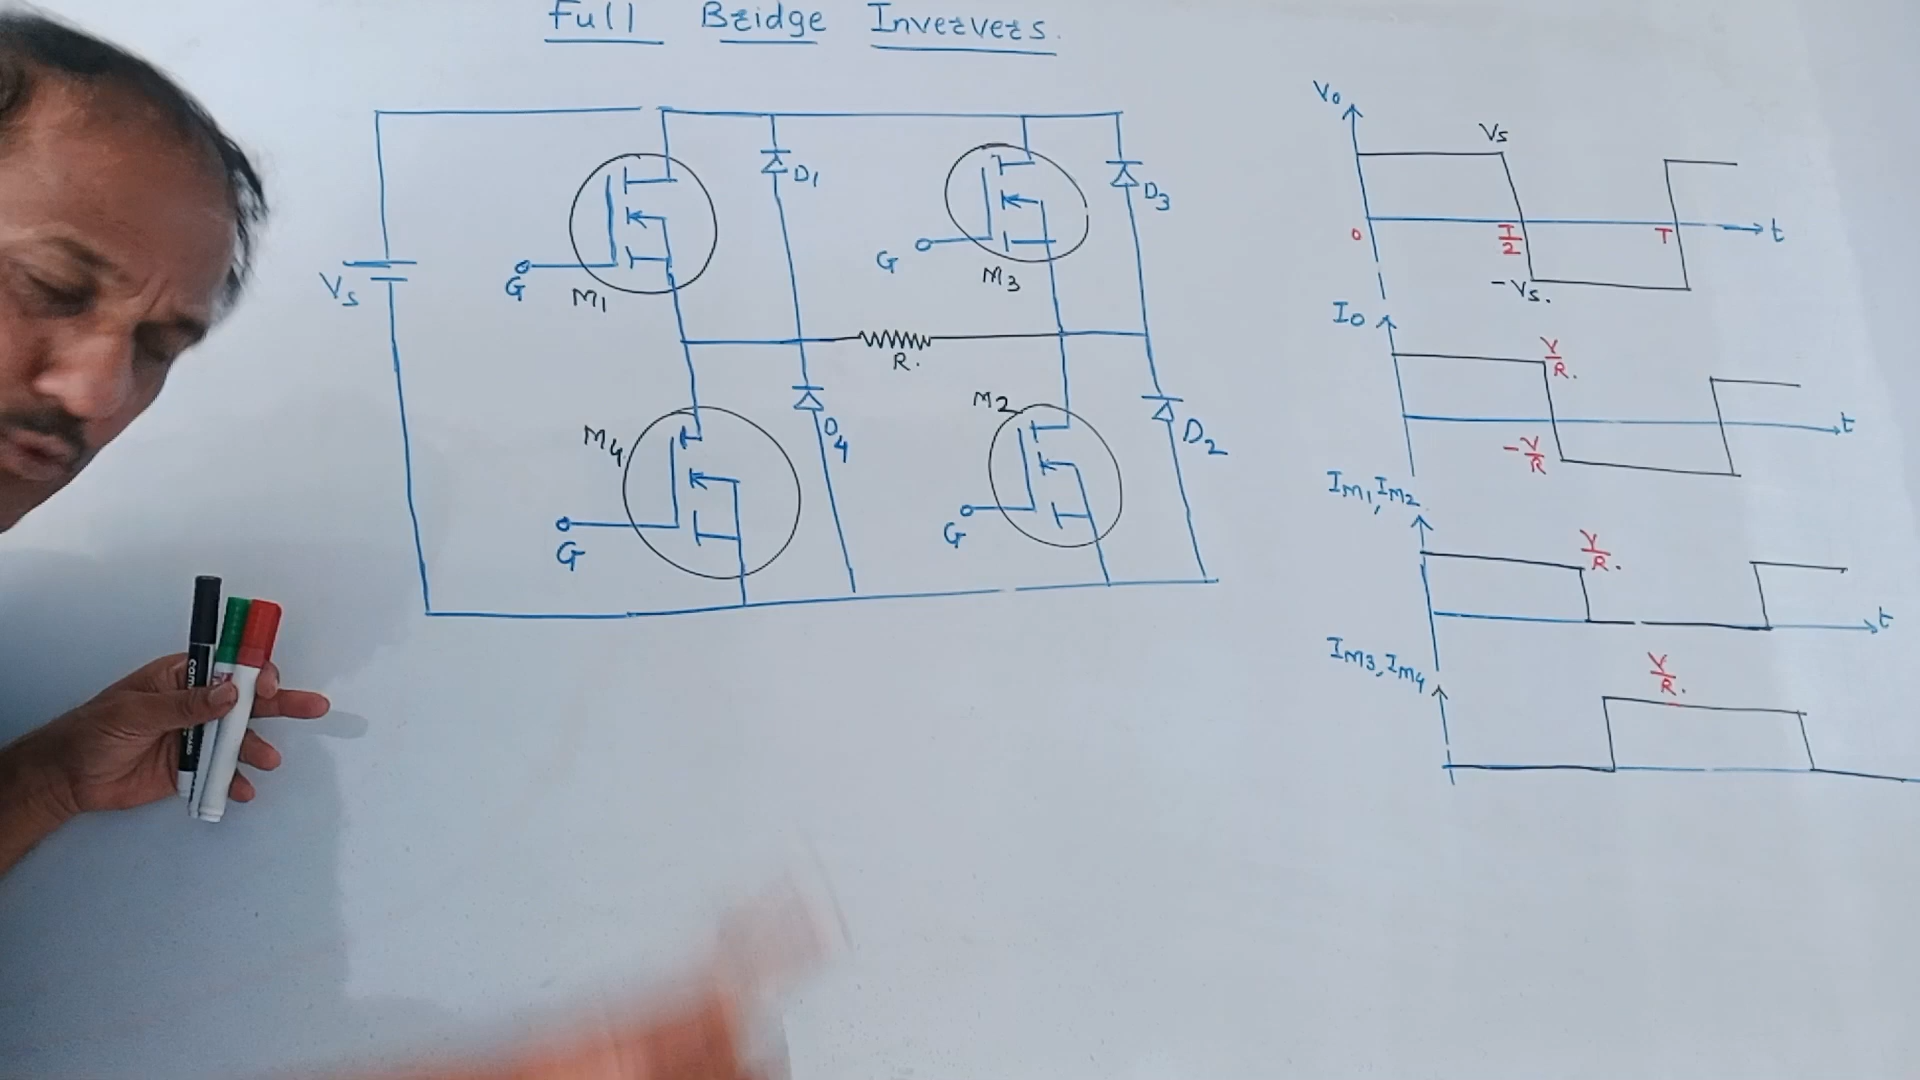 Full Bridge Inververs.
Vs
G
M1
D1
G
M3
D3
R.
M4
G
D4
M2
G
D2
Vo
Vs
0
T/2
T
t
-Vs.
Io
V/R.
t
-V/R
IM1, IM2
V/R.
t
IM3, IM4
V/R.